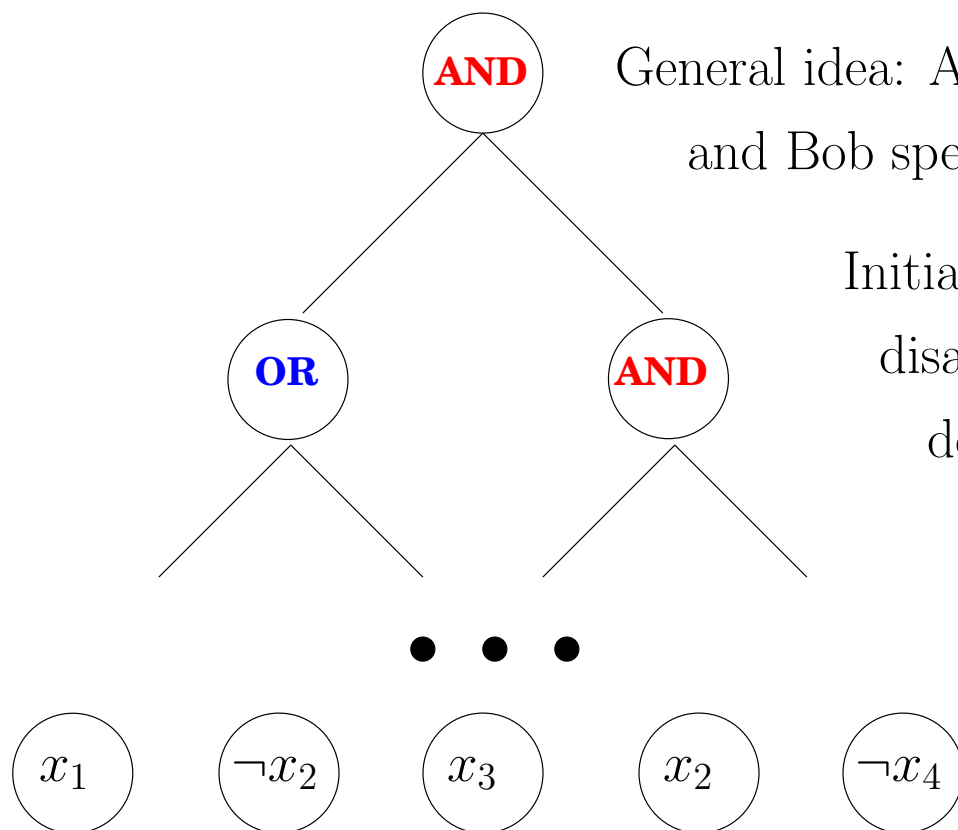 AND
General idea: A
and Bob spe
Initia
disa
OR
AND
de
x₁
¬x₂
x₃
x₂
¬x₄